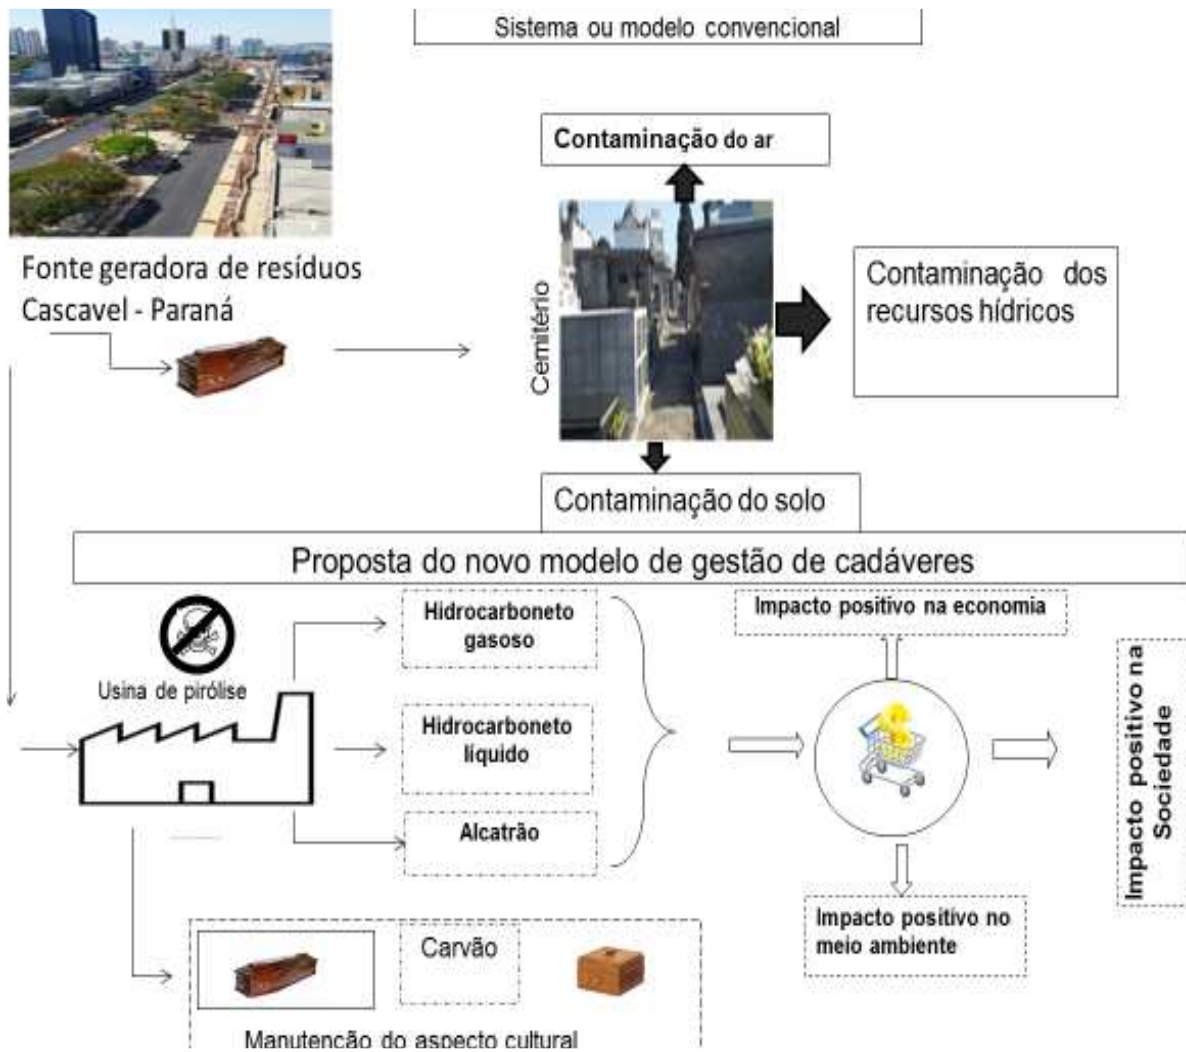 Sistema ou modelo convencional
Contaminação do ar
Fonte geradora de resíduos
Cascavel - Paraná
Cemitério
Contaminação dos
recursos hídricos
Contaminação do solo
Proposta do novo modelo de gestão de cadáveres
Usina de pirólise
Hidrocarboneto
gasoso
Hidrocarboneto
líquido
Alcatrão
Impacto positivo na economia
Impacto positivo na
Sociedade
Impacto positivo no
meio ambiente
Carvão
Manutenção do aspecto cultural